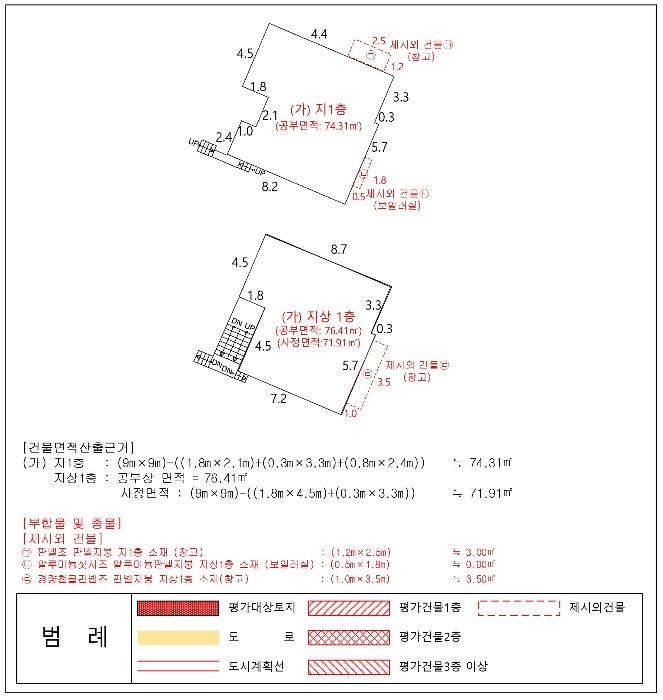 4.4
2.5
제시외 건물㉠
(창고)
㉠
1.2
4.5
1.8
(가) 지1층
(공부면적: 74.31㎡)
3.3
0.3
2.1
1.0
2.4
UP
UP
5.7
㉡
1.8
0.5
제시외 건물㉡
(보일러실)
8.2
8.7
4.5
1.8
(가) 지상 1층
(공부면적: 76.41㎡)
(사정면적:71.91㎡)
3.3
0.3
DN UP
4.5
5.7
DN
DN
㉢
제시외 건물㉢
(창고)
3.5
7.2
1.0
[건물면적산출근거]
(가) 지1층 : (9m×9m)-((1.8m×2.1m)+(0.3m×3.3m)+(0.8m×2.4m)) ≒ 74.31㎡
지상1층 : 공부상 면적 = 76.41㎡
사정면적 : (9m×9m)-((1.8m×4.5m)+(0.3m×3.3m)) ≒ 71.91㎡
[부합물 및 종물]
[제시외 건물]
㉠ 판넬조 판넬지붕 지1층 소재 (창고) : (1.2m×2.5m) ≒ 3.00㎡
㉡ 알루미늄샷시조 알루미늄판넬지붕 지상1층 소재 (보일러실) : (0.5m×1.8m) ≒ 0.90㎡
㉢ 경량철골판넬조 판넬지붕 지상1층 소재(창고) : (1.0m×3.5m) ≒ 3.50㎡
범 례
평가대상토지 평가건물1층 제시외건물
도 로 평가건물2층
도시계획선 평가건물3층 이상